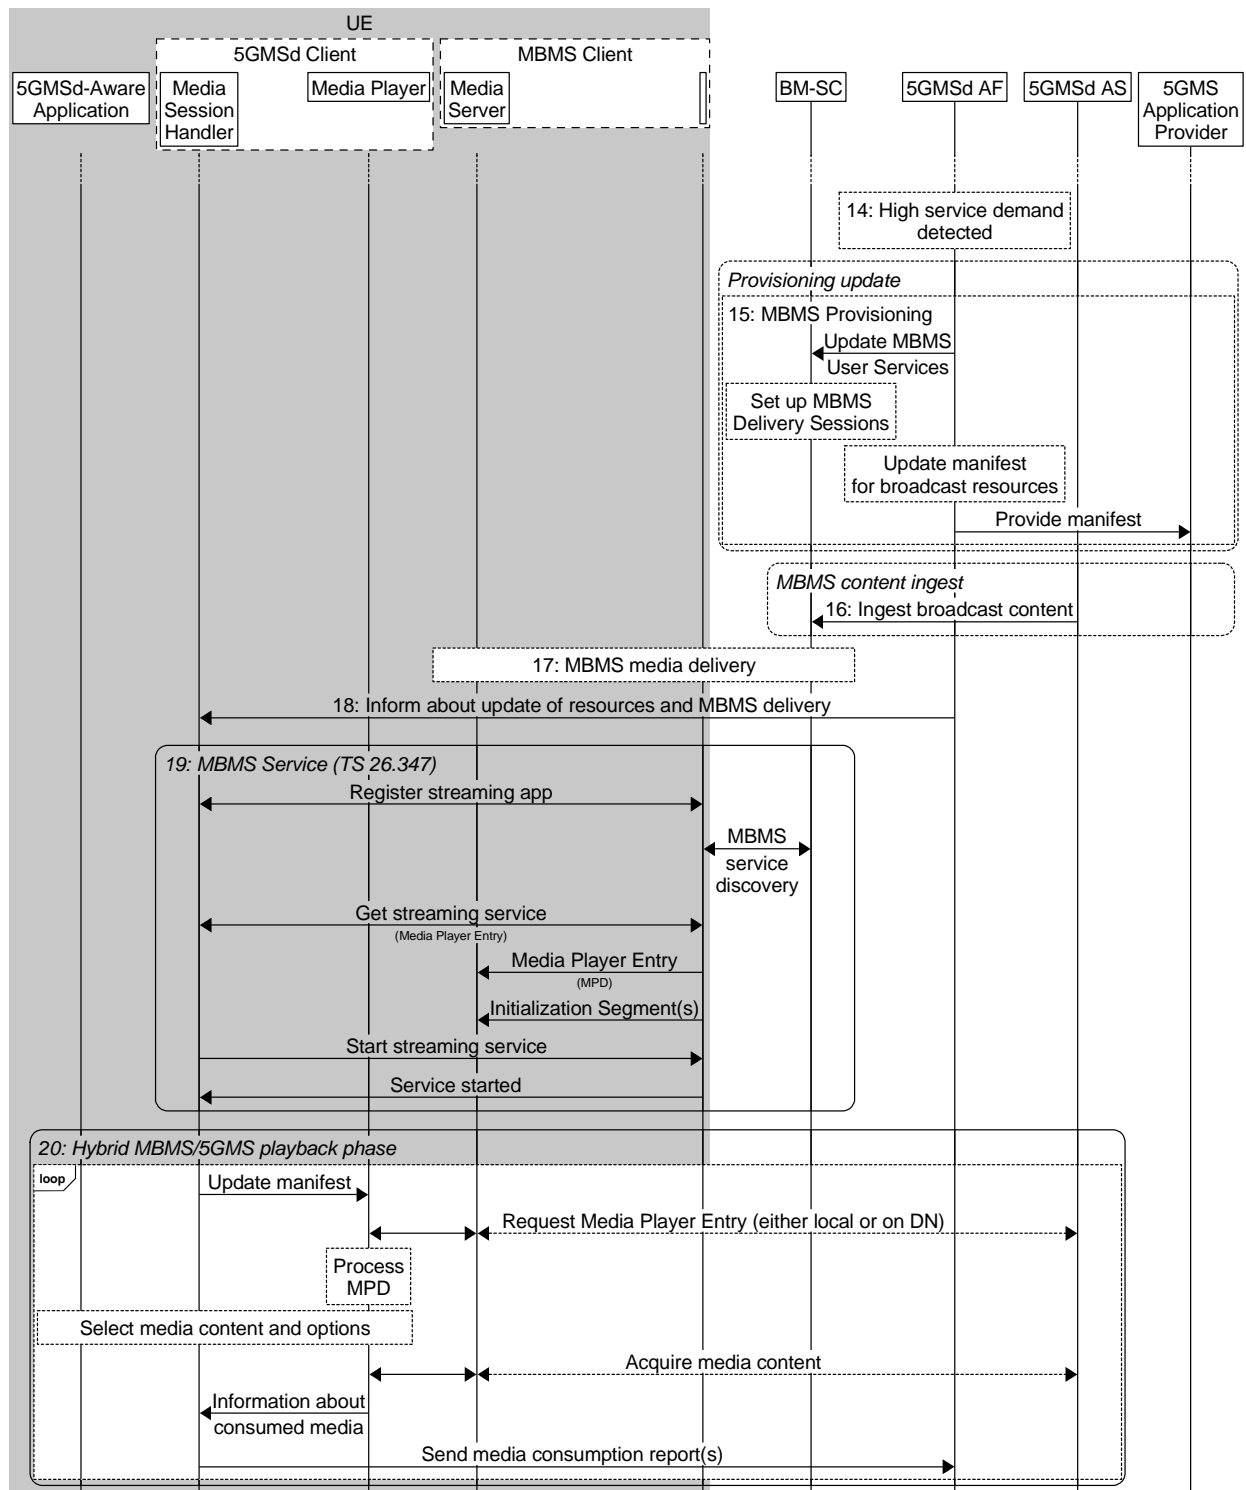 UE
5GMSd Client
MBMS Client
5GMSd-Aware
Application
Media
Session
Handler
Media Player
Media
Server
BM-SC
5GMSd AF
5GMSd AS
5GMS
Application
Provider
14: High service demand
detected
Provisioning update
15: MBMS Provisioning
Update MBMS
User Services
Set up MBMS
Delivery Sessions
Update manifest
for broadcast resources
Provide manifest
MBMS content ingest
16: Ingest broadcast content
17: MBMS media delivery
18: Inform about update of resources and MBMS delivery
19: MBMS Service (TS 26.347)
Register streaming app
MBMS
service
discovery
Get streaming service
(Media Player Entry)
Media Player Entry
(MPD)
Initialization Segment(s)
Start streaming service
Service started
20: Hybrid MBMS/5GMS playback phase
loop
Update manifest
Request Media Player Entry (either local or on DN)
Process
MPD
Select media content and options
Acquire media content
Information about
consumed media
Send media consumption report(s)